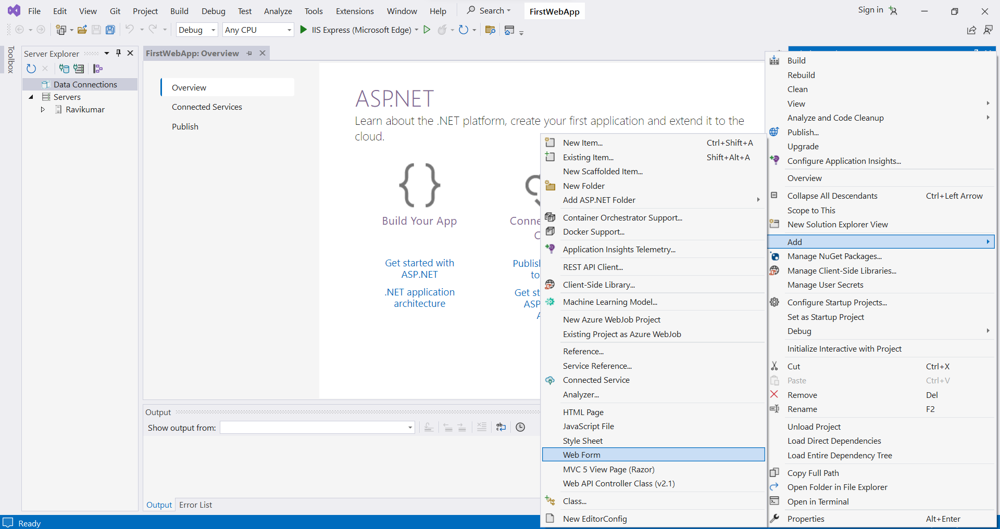 File Edit View Git Project Build Debug Test Analyze Tools Extensions Window Help Search FirstWebApp Sign in
Debug Any CPU IIS Express (Microsoft Edge)
Toolbox
Server Explorer
Data Connections
Servers
Ravikumar
FirstWebApp: Overview
Overview
Connected Services
Publish
ASP.NET
Learn about the .NET platform, create your first application and extend it to the
cloud.
Build Your App
Get started with
ASP.NET
.NET application
architecture
Conne
C
Publis
to
Get st
ASP
A
Output
Show output from:
Output Error List
Ready
New Item... Ctrl+Shift+A
Existing Item... Shift+Alt+A
New Scaffolded Item...
New Folder
Add ASP.NET Folder
Container Orchestrator Support...
Docker Support...
Application Insights Telemetry...
REST API Client...
Client-Side Library...
Machine Learning Model...
New Azure WebJob Project
Existing Project as Azure WebJob
Reference...
Service Reference...
Connected Service
Analyzer...
HTML Page
JavaScript File
Style Sheet
Web Form
MVC 5 View Page (Razor)
Web API Controller Class (v2.1)
Class...
New EditorConfig
Build
Rebuild
Clean
View
Analyze and Code Cleanup
Publish...
Upgrade
Configure Application Insights...
Overview
Collapse All Descendants Ctrl+Left Arrow
Scope to This
New Solution Explorer View
Add
Manage NuGet Packages...
Manage Client-Side Libraries...
Manage User Secrets
Configure Startup Projects...
Set as Startup Project
Debug
Initialize Interactive with Project
Cut Ctrl+X
Paste Ctrl+V
Remove Del
Rename F2
Unload Project
Load Direct Dependencies
Load Entire Dependency Tree
Copy Full Path
Open Folder in File Explorer
Open in Terminal
Properties Alt+Enter